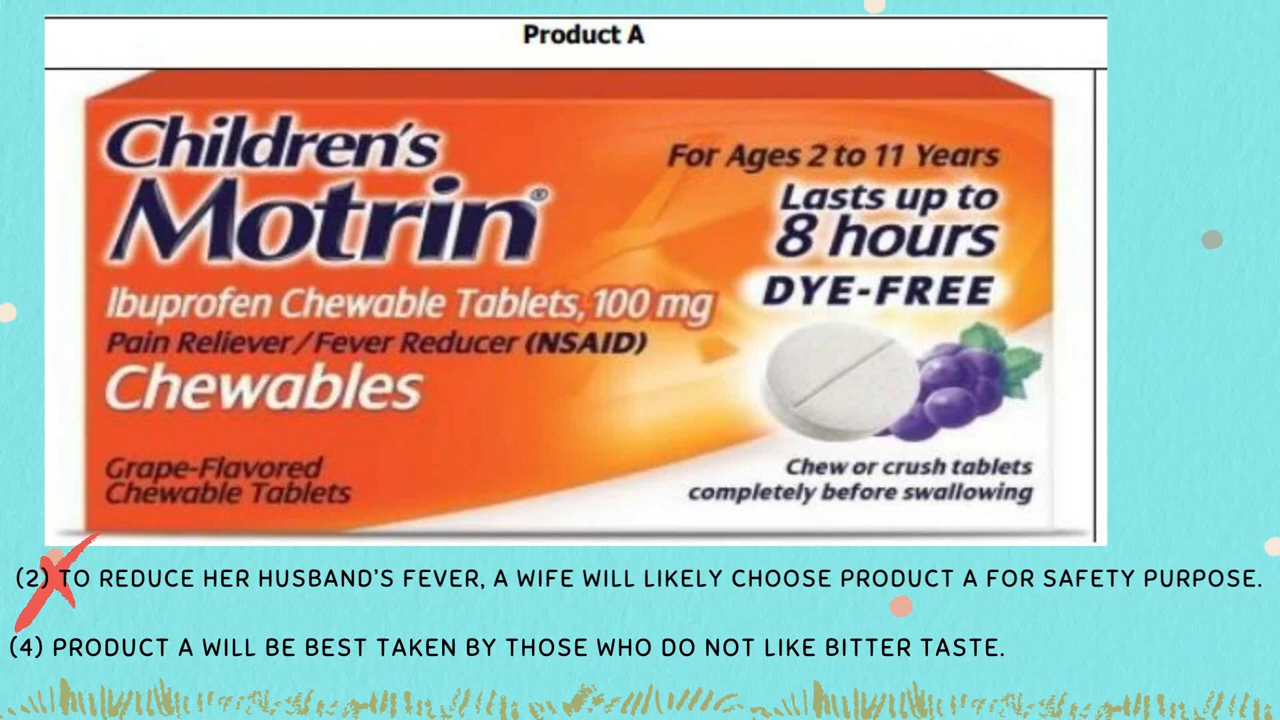 Product A
Children's
Motrin®
For Ages 2 to 11 Years
Lasts up to
8 hours
DYE-FREE
Ibuprofen Chewable Tablets, 100 mg
Pain Reliever / Fever Reducer (NSAID)
Chewables
Grape-Flavored
Chewable Tablets
Chew or crush tablets
completely before swallowing
(2) TO REDUCE HER HUSBAND'S FEVER, A WIFE WILL LIKELY CHOOSE PRODUCT A FOR SAFETY PURPOSE.
(4) PRODUCT A WILL BE BEST TAKEN BY THOSE WHO DO NOT LIKE BITTER TASTE.